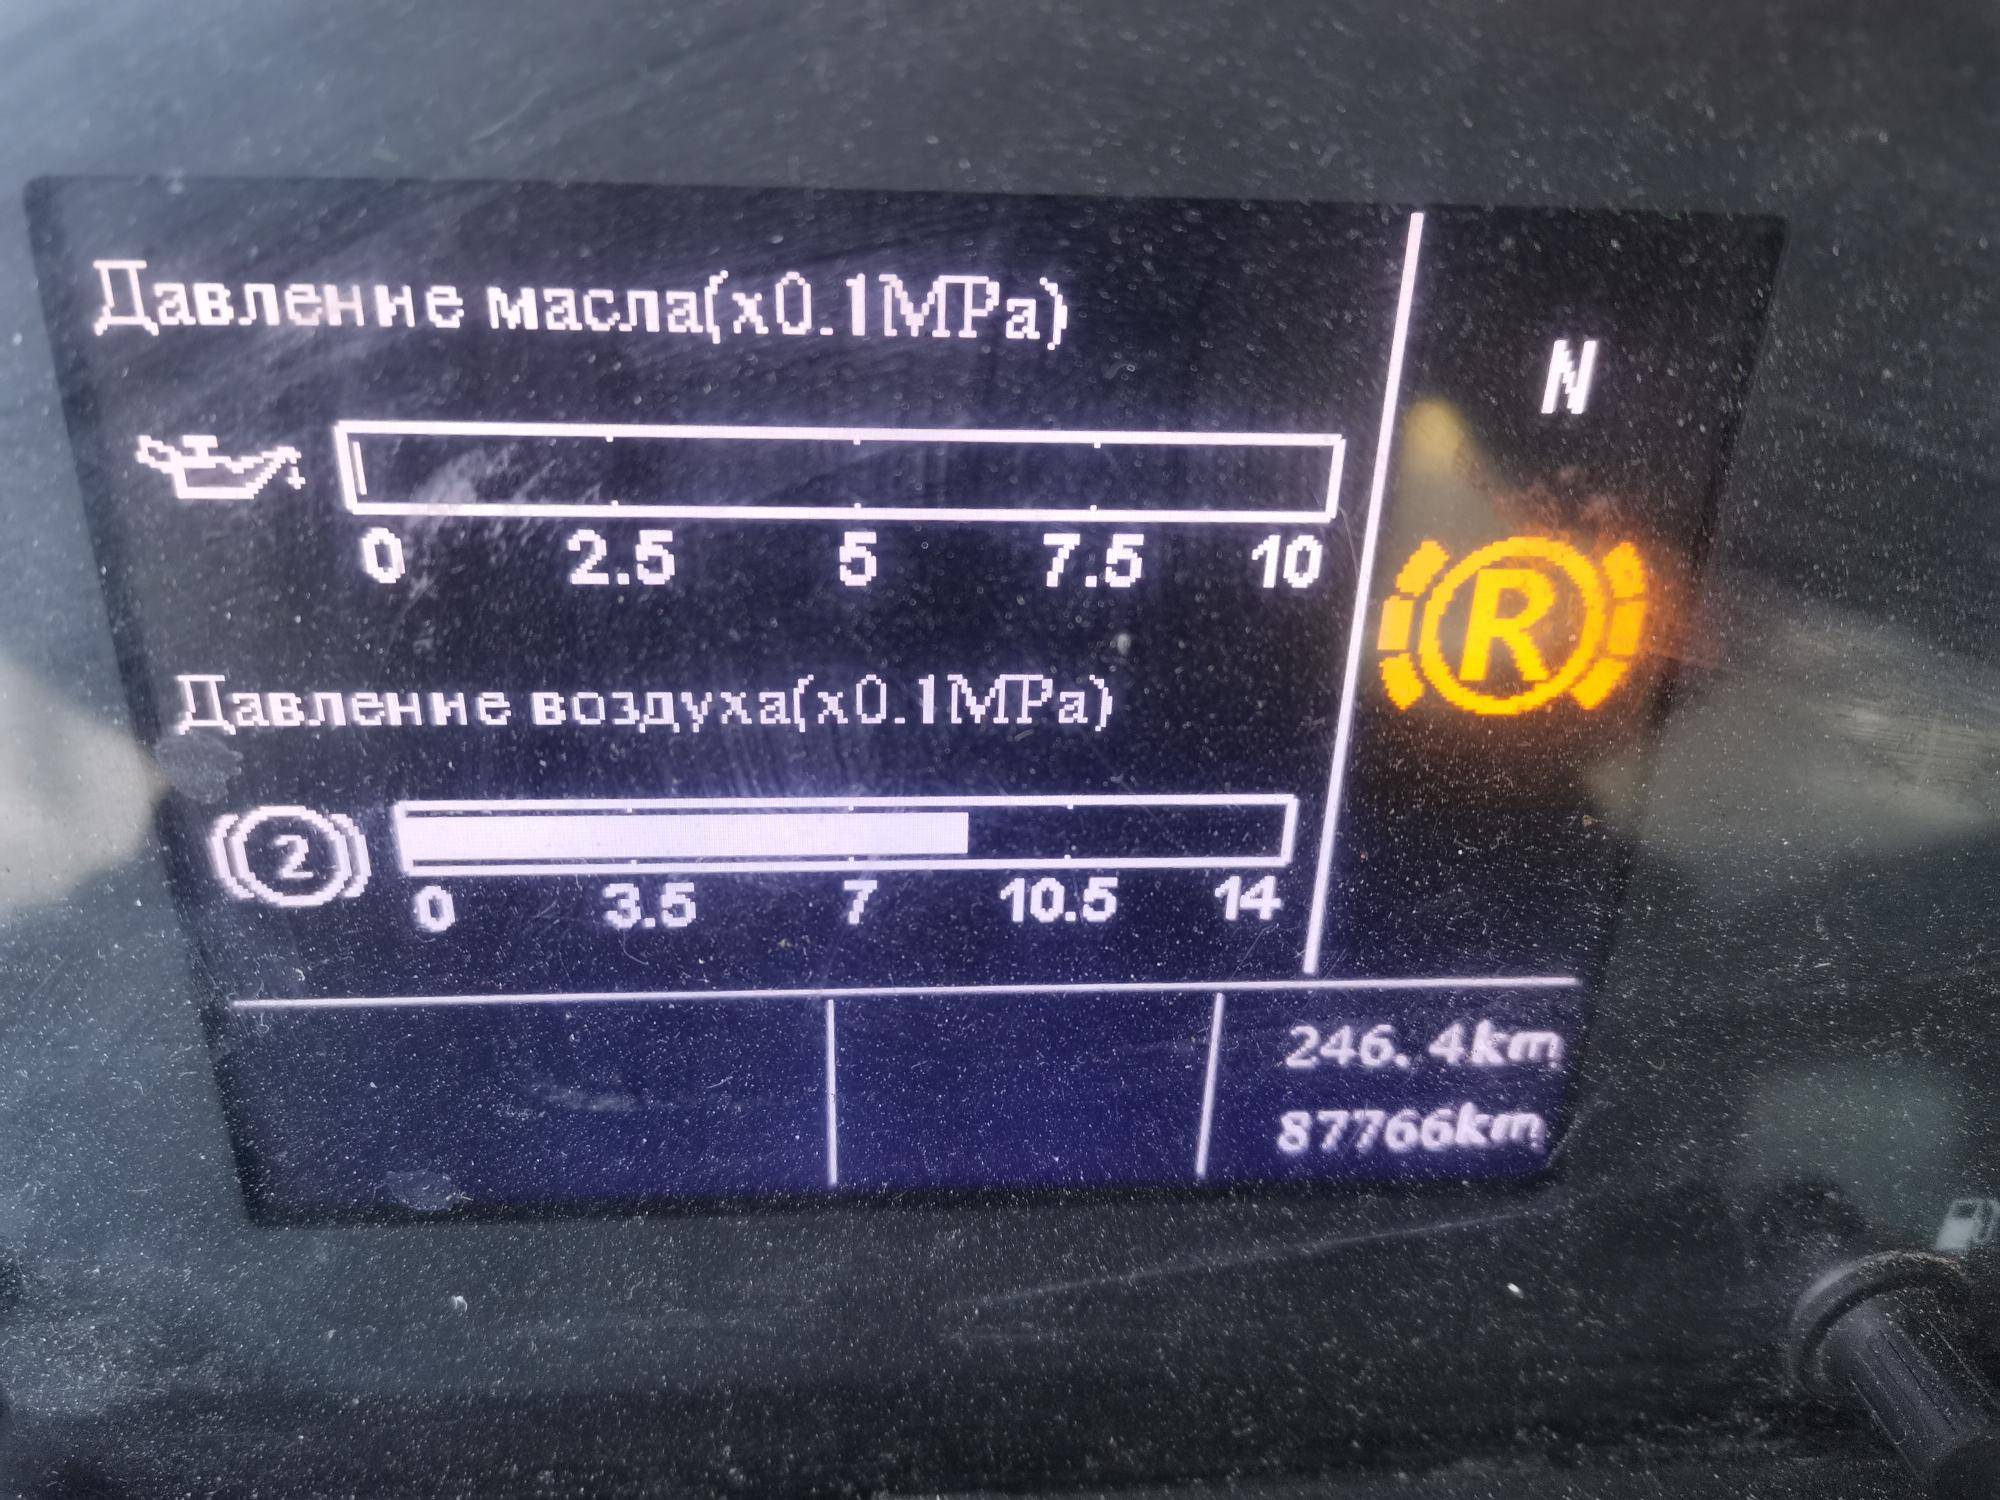 Давление масла(x0.1MPa)
N
0 2.5 5 7.5 10
R
Давление воздуха(x0.1MPa)
2
0 3.5 7 10.5 14
246.4km
87766km